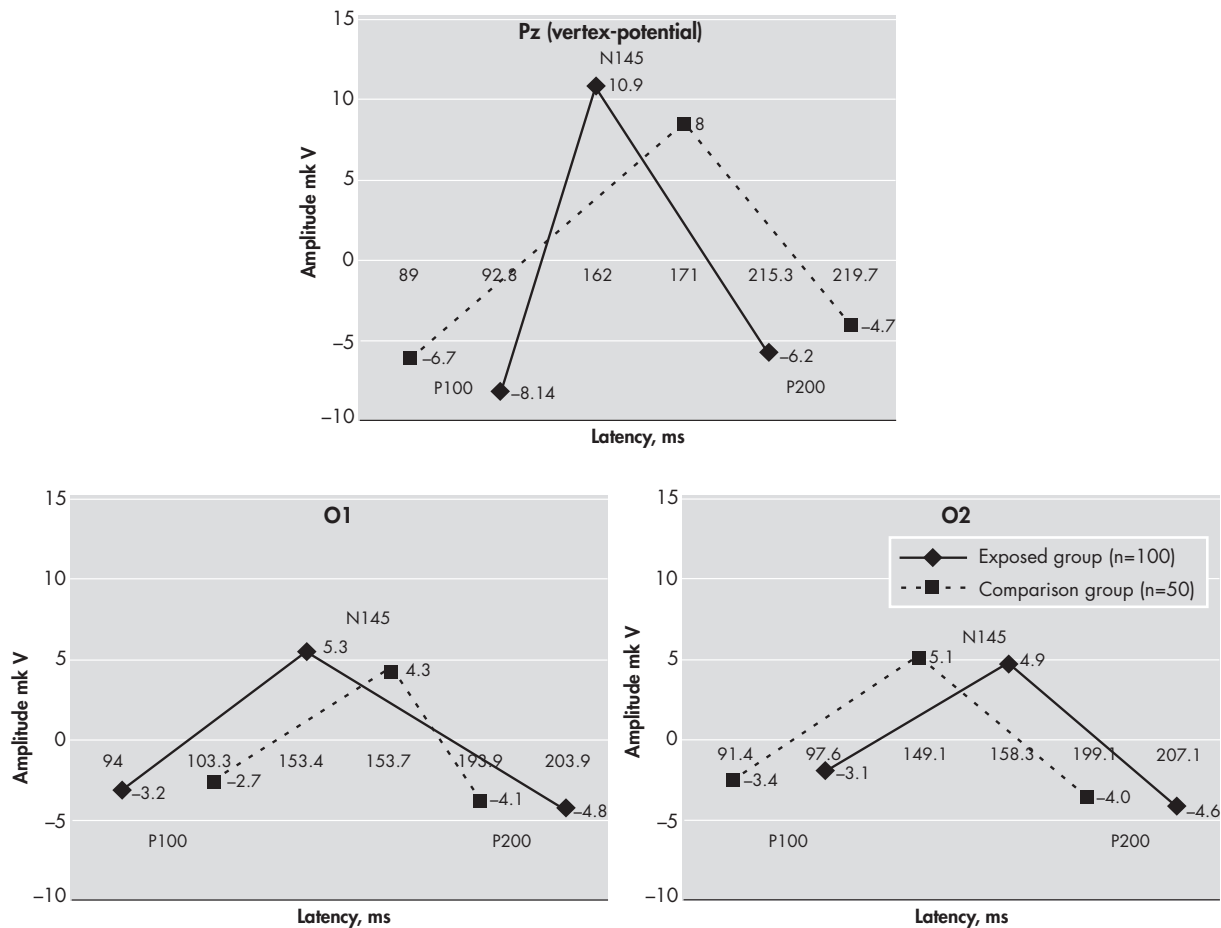 Pz (vertex-potential)
15
10
5
0
–5
–10
Amplitude mk V
N145
10.9
8
89 92.8 162 171 215.3 219.7
–6.7
–4.7
–8.14
–6.2
P100 P200
Latency, ms
O1
15
10
5
0
–5
–10
Amplitude mk V
N145
5.3
4.3
94 103.3 153.4 153.7 193.9 203.9
–3.2
–2.7
–4.1
–4.8
P100 P200
Latency, ms
O2
Exposed group (n=100)
Comparison group (n=50)
15
10
5
0
–5
–10
Amplitude mk V
N145
5.1
4.9
91.4 97.6 149.1 158.3 199.1 207.1
–3.4
–3.1
–4.0
–4.6
P100 P200
Latency, ms